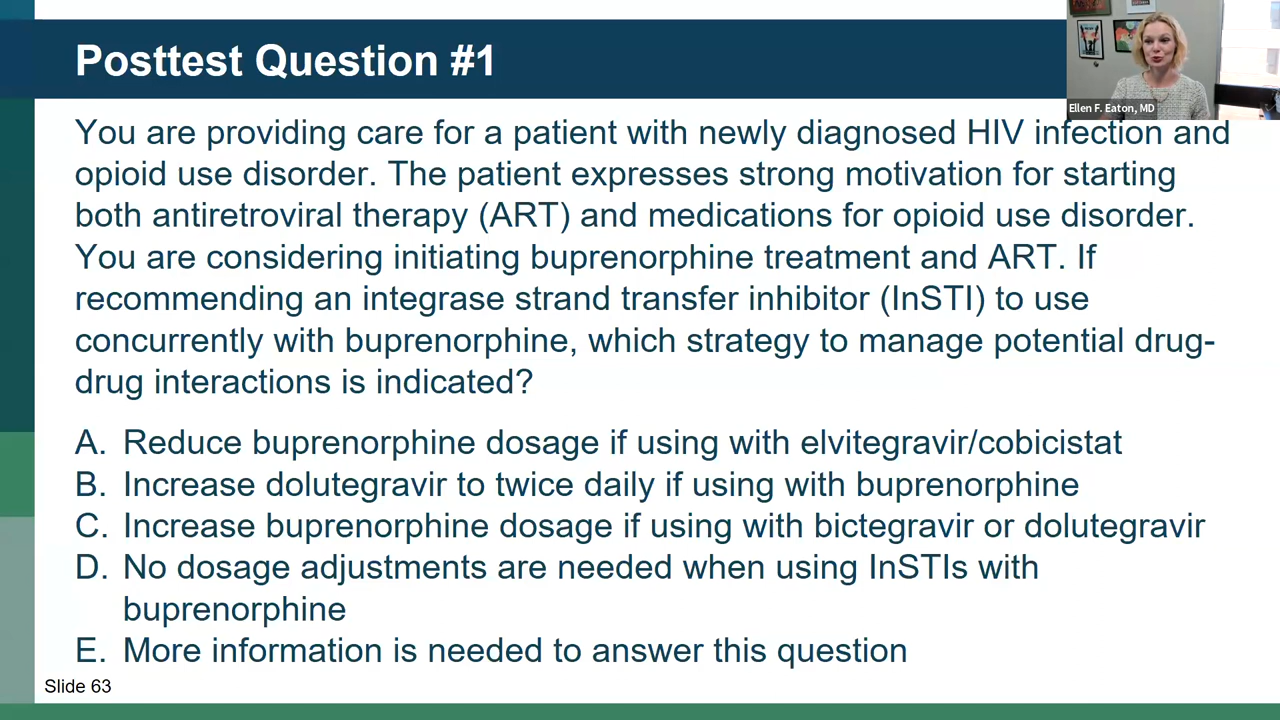 Posttest Question #1
Ellen F. Eaton, MD
You are providing care for a patient with newly diagnosed HIV infection and
opioid use disorder. The patient expresses strong motivation for starting
both antiretroviral therapy (ART) and medications for opioid use disorder.
You are considering initiating buprenorphine treatment and ART. If
recommending an integrase strand transfer inhibitor (InSTI) to use
concurrently with buprenorphine, which strategy to manage potential drug-
drug interactions is indicated?
A. Reduce buprenorphine dosage if using with elvitegravir/cobicistat
B. Increase dolutegravir to twice daily if using with buprenorphine
C. Increase buprenorphine dosage if using with bictegravir or dolutegravir
D. No dosage adjustments are needed when using InSTIs with
buprenorphine
E. More information is needed to answer this question
Slide 63